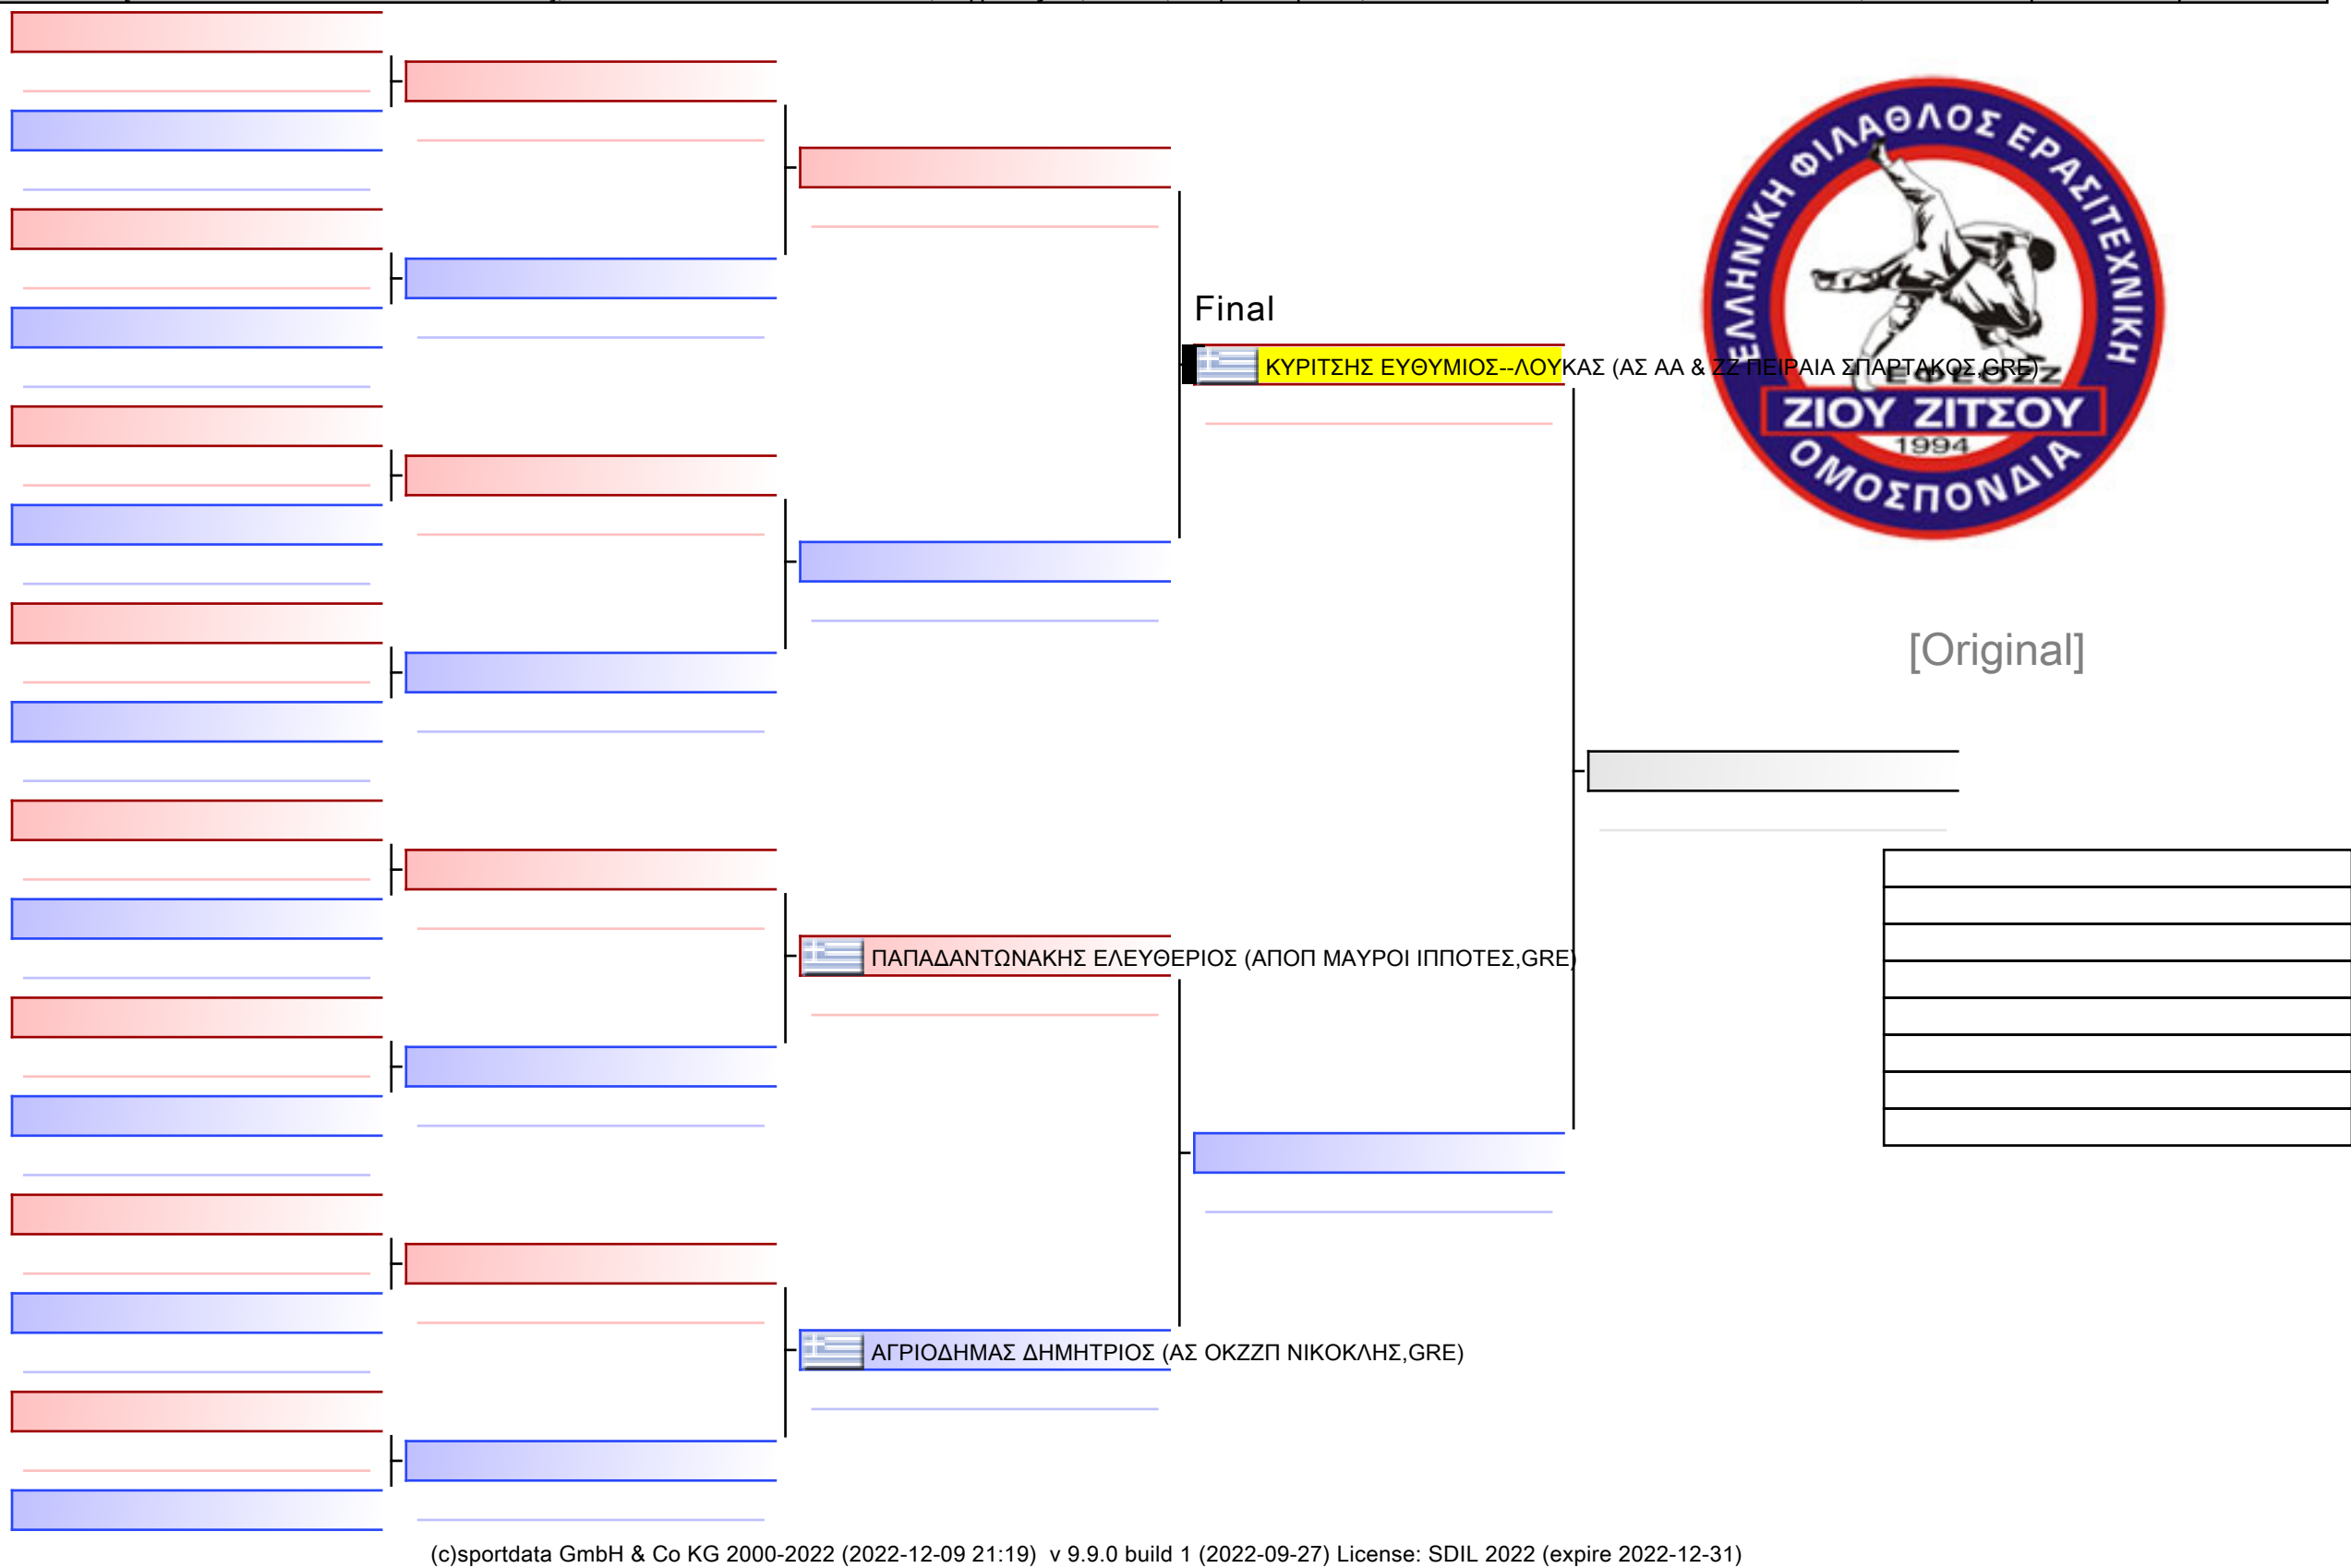 ΕΛΛΗΝΙΚΗ ΦΙΛΑΘΛΟΣ ΕΡΑΣΙΤΕΧΝΙΚΗ
Final
ΚΥΡΙΤΣΗΣ ΕΥΘΥΜΙΟΣ--ΛΟΥΚΑΣ (ΑΣ ΑΑ & ΖΖ ΠΕΙΡΑΙΑ ΣΠΑΡΤΑΚΟΣ,GRE)
ΕΦΕΟΖΖ
ΖΙΟΥ ΖΙΤΣΟΥ
1994
ΟΜΟΣΠΟΝΔΙΑ
[Original]
ΠΑΠΑΔΑΝΤΩΝΑΚΗΣ ΕΛΕΥΘΕΡΙΟΣ (ΑΠΟΠ ΜΑΥΡΟΙ ΙΠΠΟΤΕΣ,GRE)
ΑΓΡΙΟΔΗΜΑΣ ΔΗΜΗΤΡΙΟΣ (ΑΣ ΟΚΖΖΠ ΝΙΚΟΚΛΗΣ,GRE)
(c)sportdata GmbH & Co KG 2000-2022 (2022-12-09 21:19) v 9.9.0 build 1 (2022-09-27) License: SDIL 2022 (expire 2022-12-31)